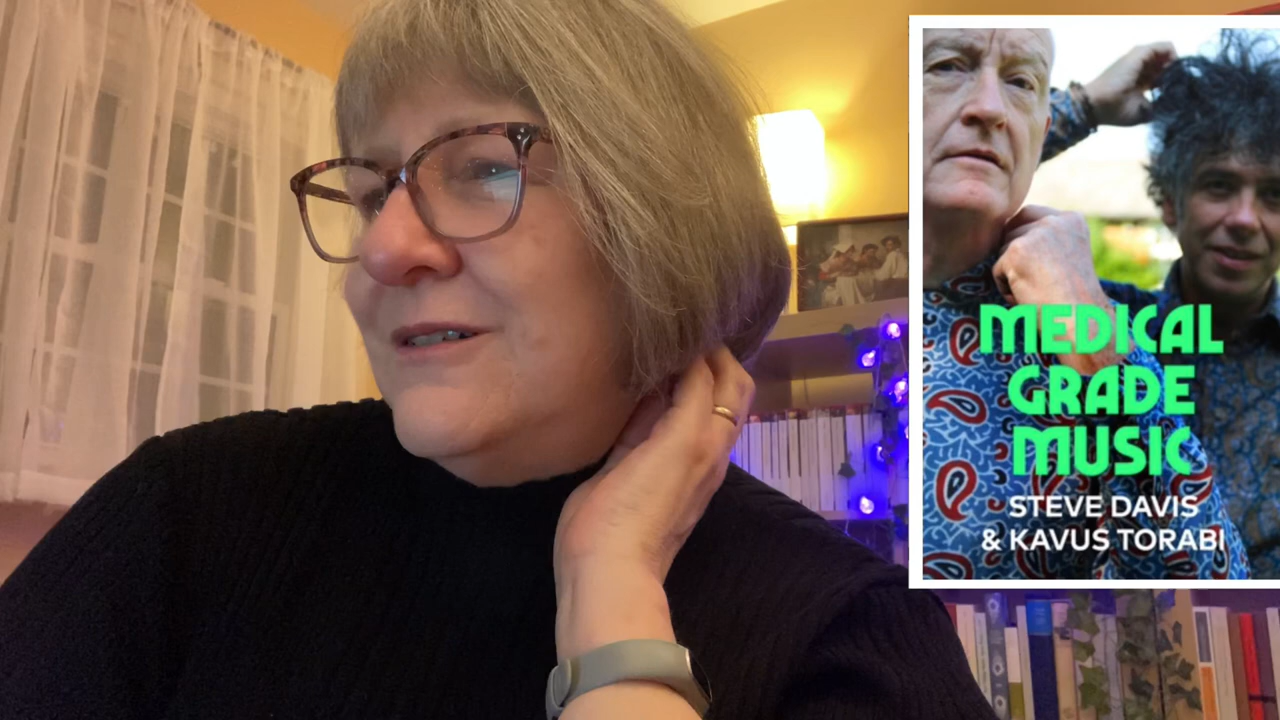 MEDICAL
GRADE
MUSIC
STEVE DAVIS
& KAVUS TORABI